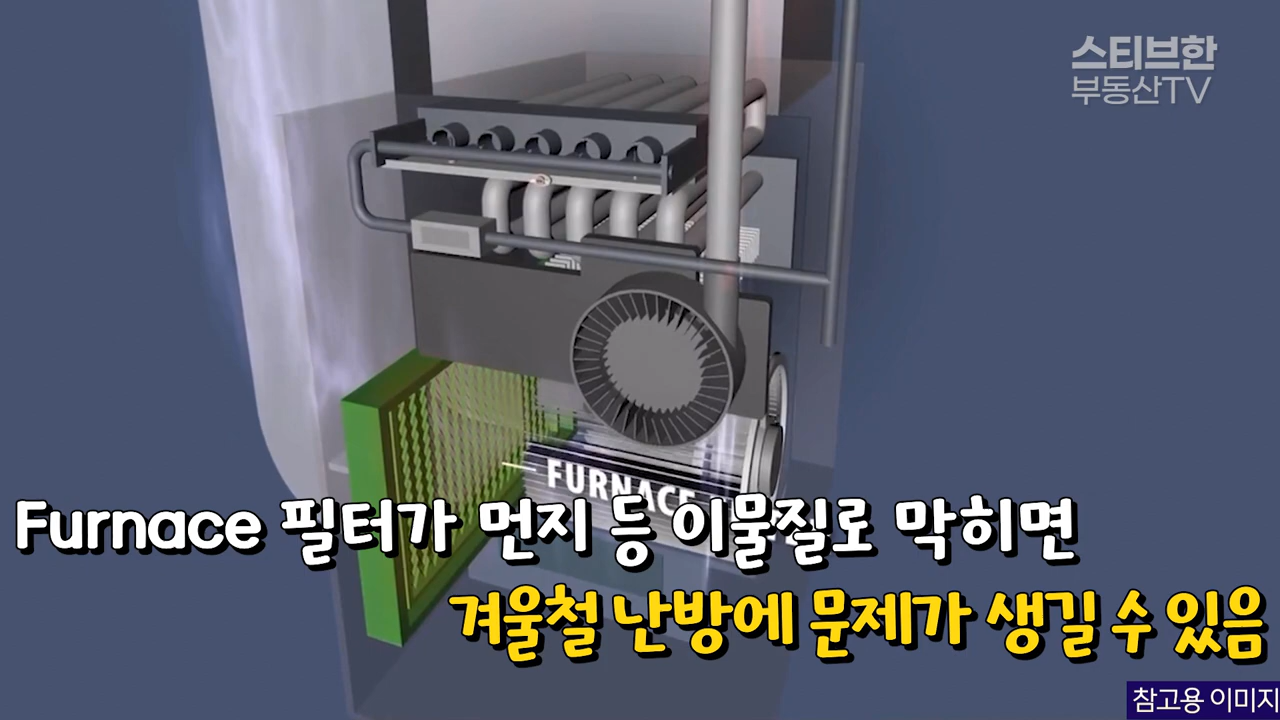 스티브한
부동산TV
FURNACE
Furnace 필터가 먼지 등 이물질로 막히면
겨울철 난방에 문제가 생길 수 있음
참고용 이미지